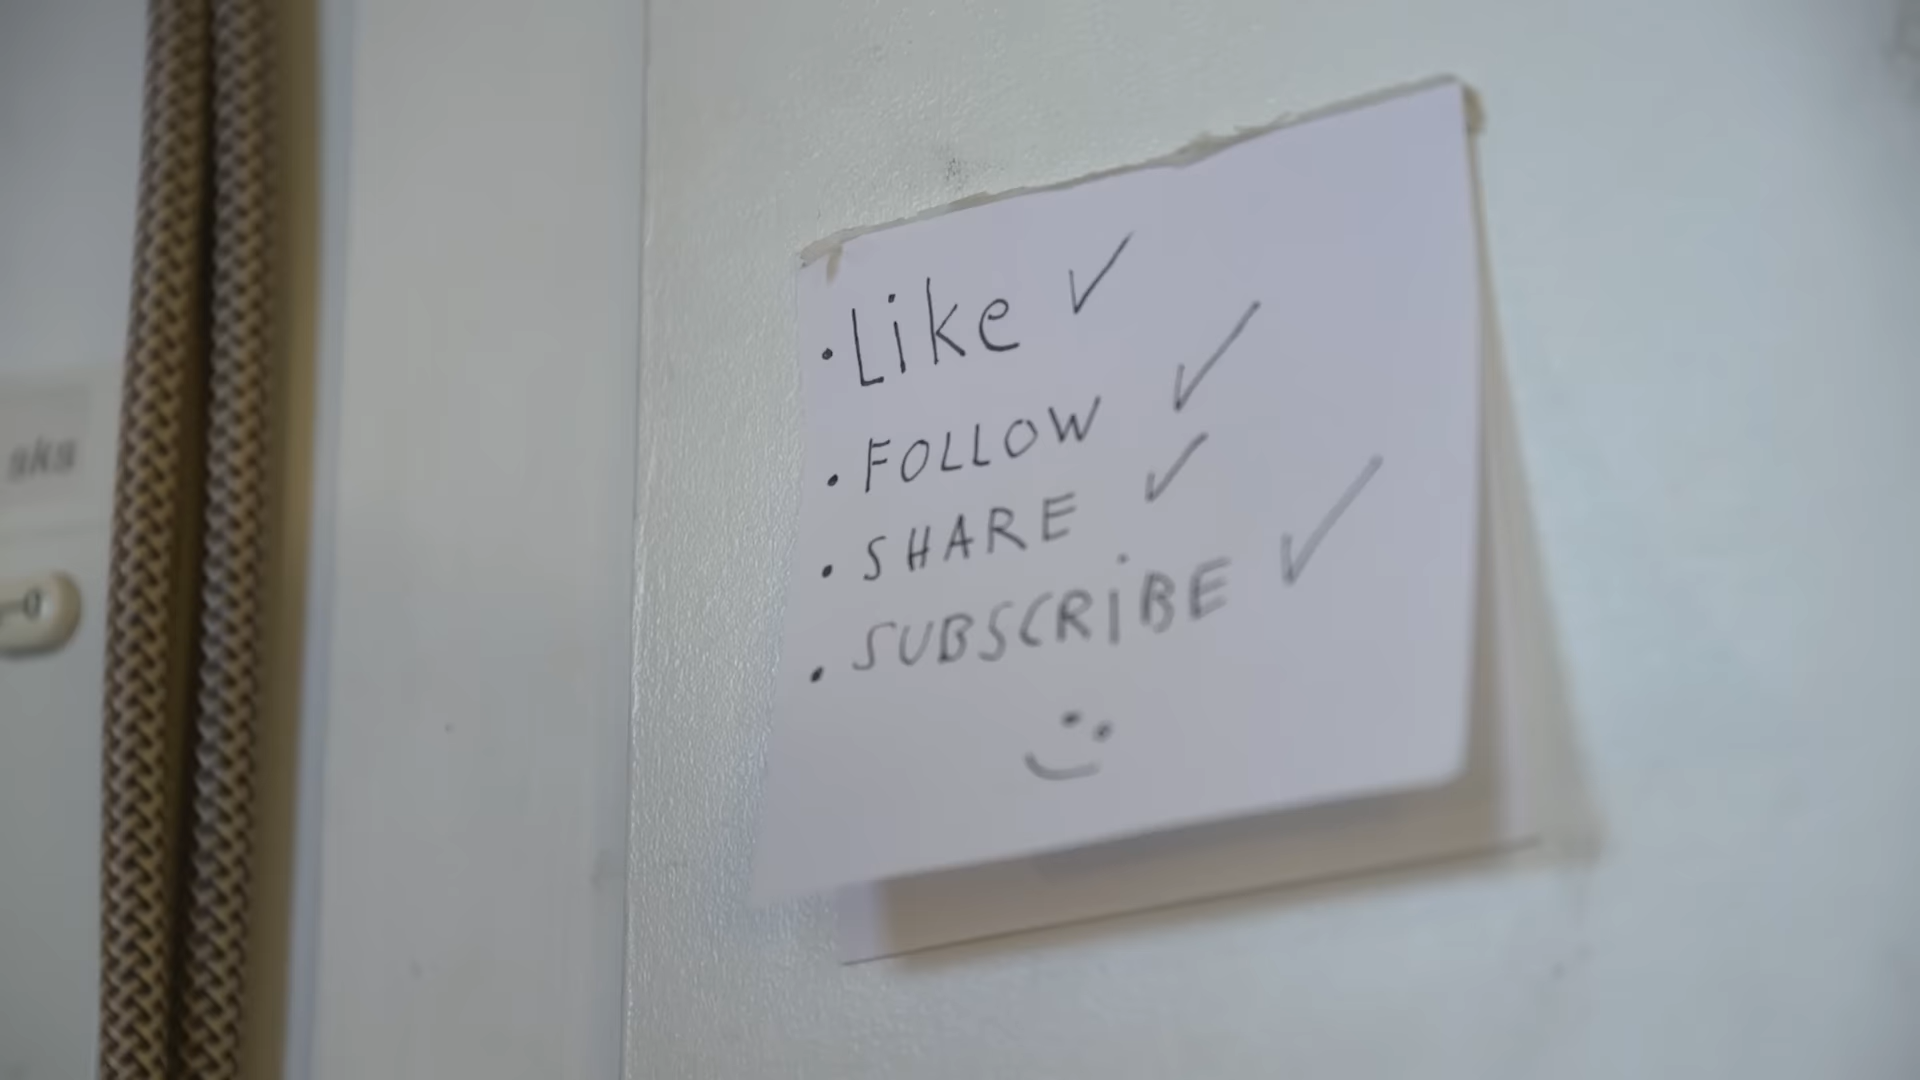 • Like ✓
• FOLLOW ✓
• SHARE ✓
• SUBSCRiBE ✓